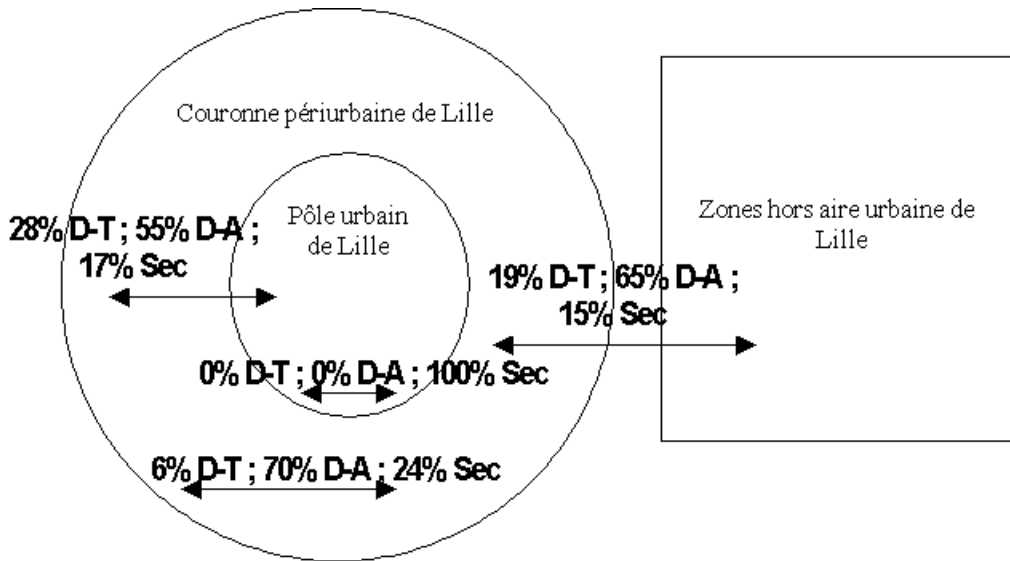 Couronne périurbaine de Lille
Pôle urbain
de Lille
Zones hors aire urbaine de
Lille
28% D-T ; 55% D-A ;
17% Sec
19% D-T ; 65% D-A ;
15% Sec
0% D-T ; 0% D-A ; 100% Sec
6% D-T ; 70% D-A ; 24% Sec